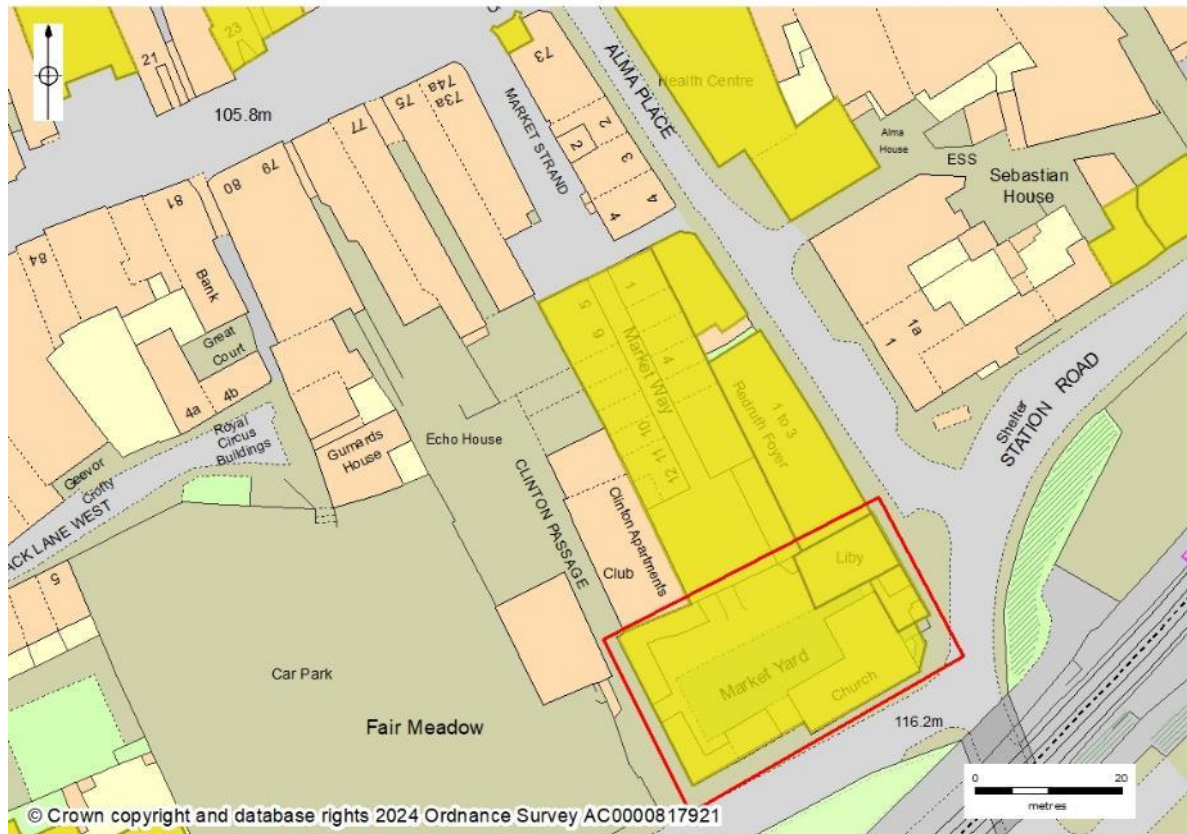 21
23
105.8m
75
74a
73a
73
77
79
80
81
84
MARKET STRAND
2
2
3
4
4
ALMA PLACE
Health Centre
Alma
House
ESS
Sebastian
House
1
1a
Bank
Great
Court
4a
4b
Royal
Circus
Buildings
Geevor
Crofty
ACK LANE WEST
Gurnards
House
Echo House
CLINTON PASSAGE
Clinton Apartments
Club
5
6
10
11
12
1
4
Market Way
1 to 3
Redruth Foyer
Shelter
STATION ROAD
Liby
Market Yard
Church
5
Car Park
Fair Meadow
116.2m
0 20
metres
© Crown copyright and database rights 2024 Ordnance Survey AC0000817921